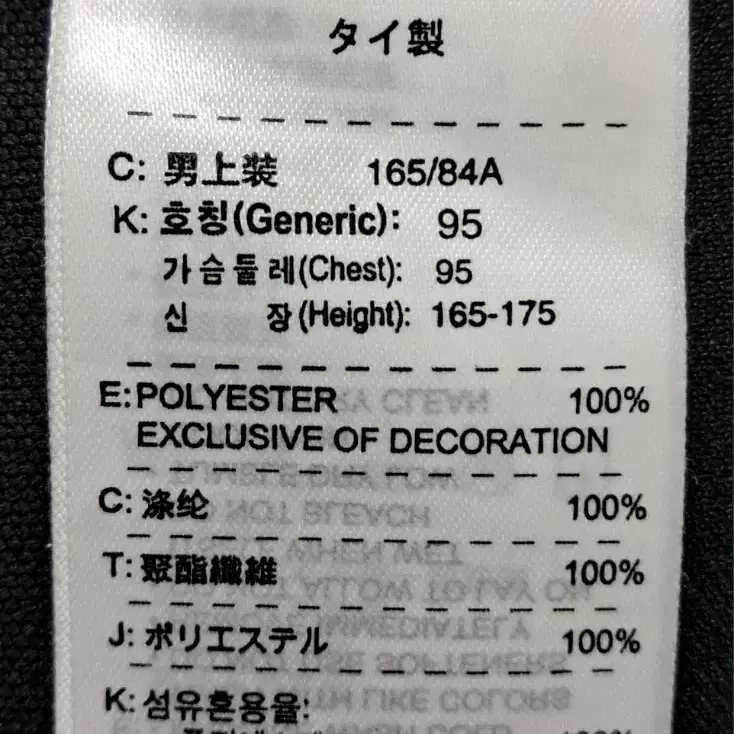 タイ製
C: 男上装 165/84A
K: 호칭(Generic): 95
가슴둘레(Chest): 95
신 장(Height): 165-175
E:POLYESTER 100%
EXCLUSIVE OF DECORATION
C: 涤纶 100%
T: 聚酯纖維 100%
J: ポリエステル 100%
K: 섬유혼용율: